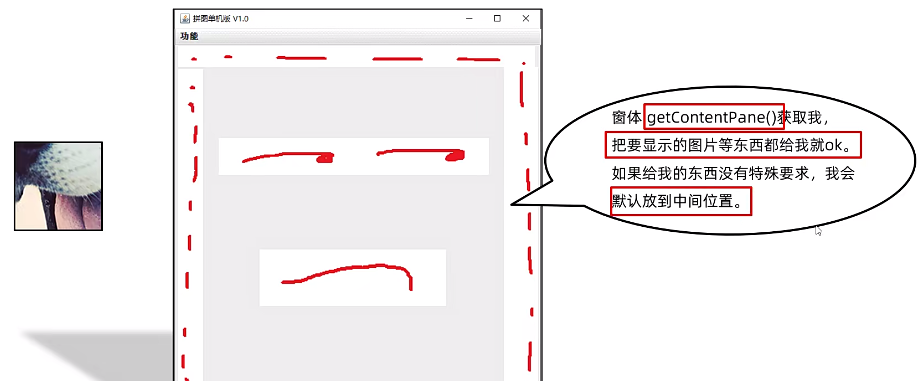 拼图单机版 V1.0
功能
窗体 getContentPane()获取我，
把要显示的图片等东西都给我就ok。
如果给我的东西没有特殊要求，我会
默认放到中间位置。